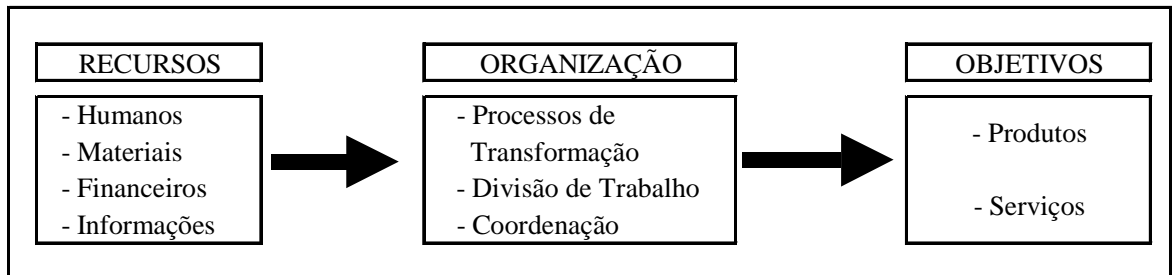 RECURSOS
- Humanos
- Materiais
- Financeiros
- Informações
ORGANIZAÇÃO
- Processos de
Transformação
- Divisão de Trabalho
- Coordenação
OBJETIVOS
- Produtos
- Serviços